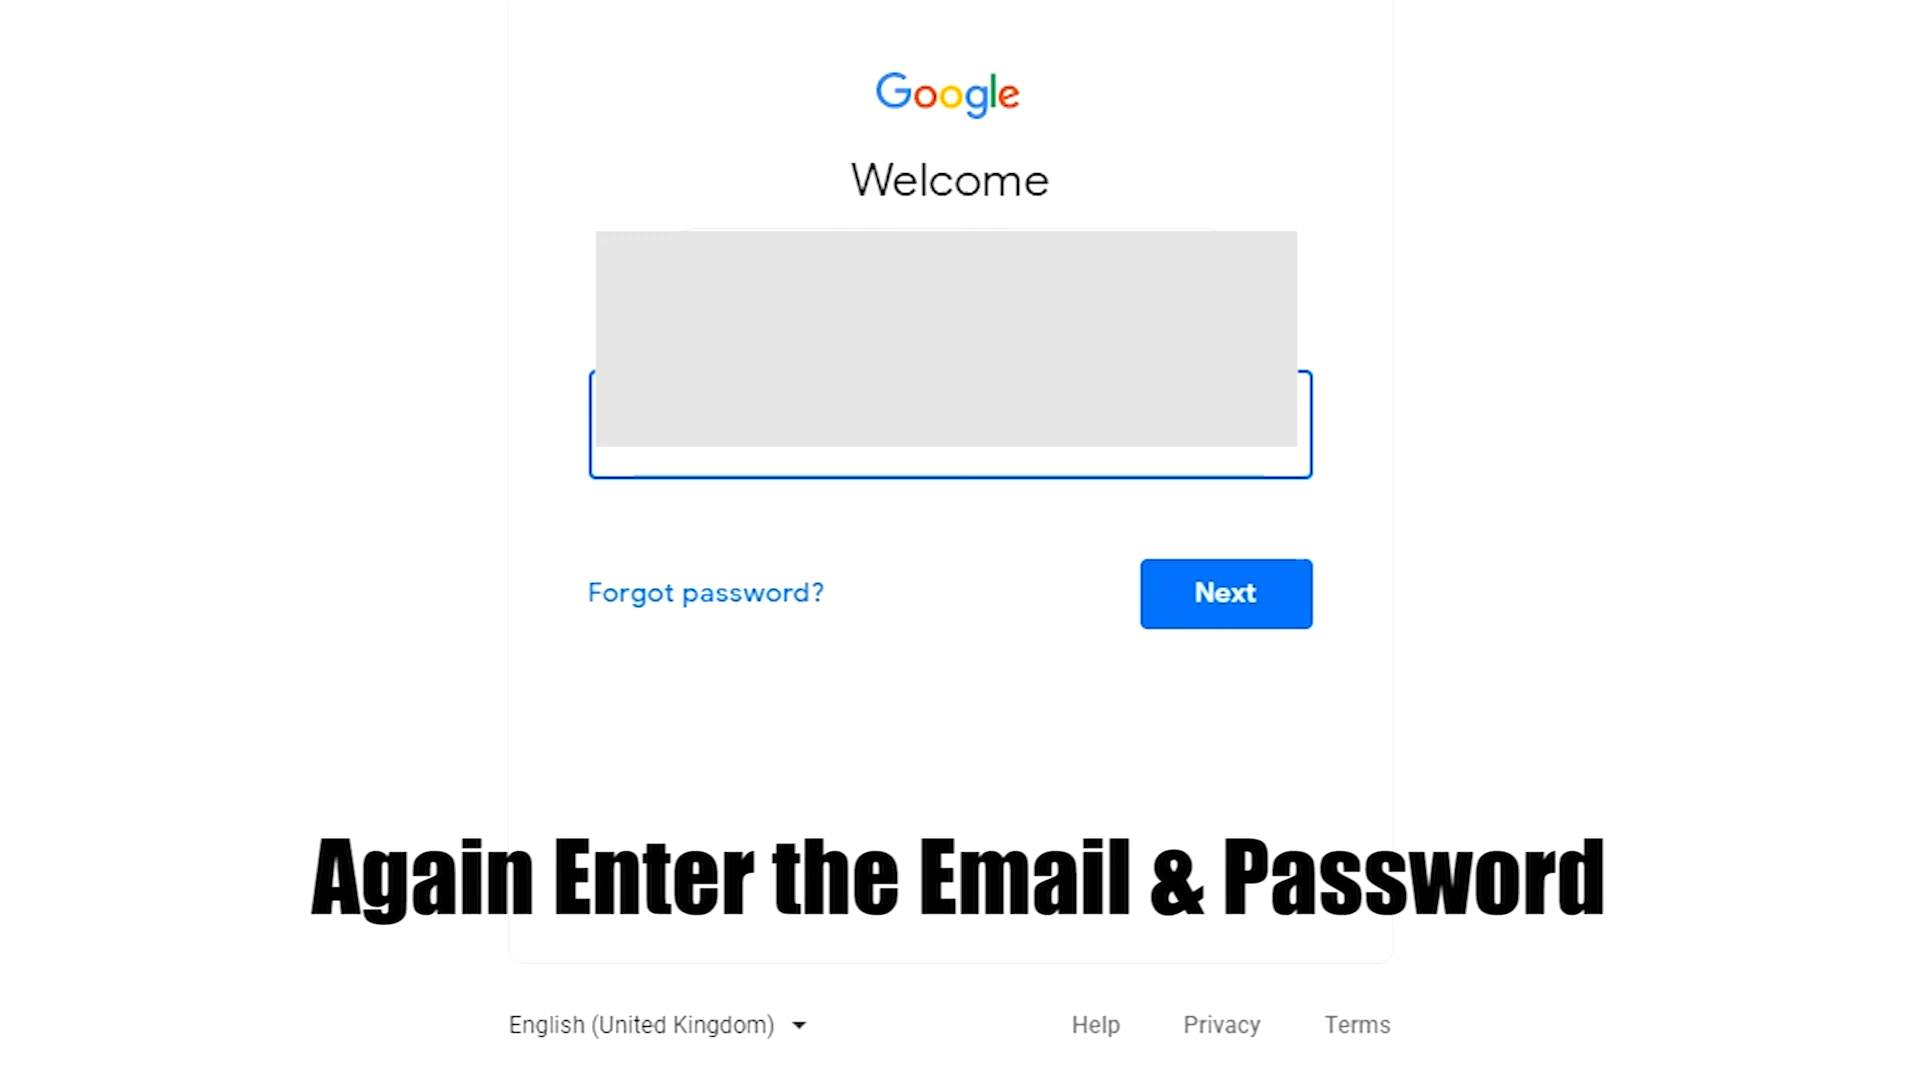 Google
Welcome
Forgot password?
Next
Again Enter the Email & Password
English (United Kingdom)
Help Privacy Terms